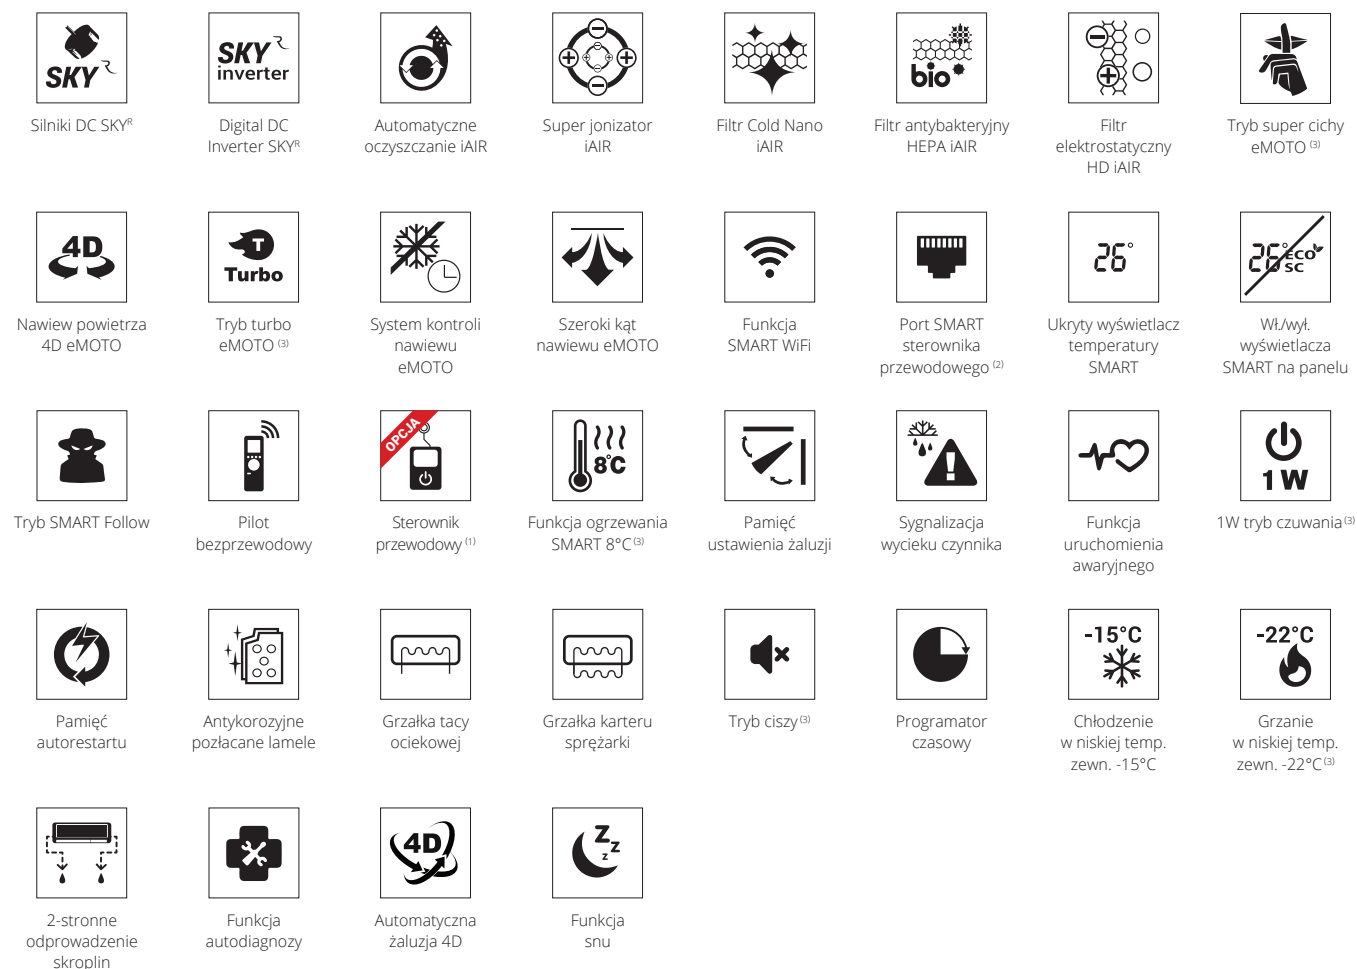 SKY R
SKY R
inverter
bio
Silniki DC SKYᴿ
Digital DC
Inverter SKYᴿ
Automatyczne
oczyszczanie iAIR
Super jonizator
iAIR
Filtr Cold Nano
iAIR
Filtr antybakteryjny
HEPA iAIR
Filtr
elektrostatyczny
HD iAIR
Tryb super cichy
eMOTO (3)
4D
T
Turbo
26°
26° ECO
SC
Nawiew powietrza
4D eMOTO
Tryb turbo
eMOTO (3)
System kontroli
nawiewu
eMOTO
Szeroki kąt
nawiewu eMOTO
Funkcja
SMART WiFi
Port SMART
sterownika
przewodowego (2)
Ukryty wyświetlacz
temperatury
SMART
Wł./wył.
wyświetlacza
SMART na panelu
OPCJA
8°C
1W
Tryb SMART Follow
Pilot
bezprzewodowy
Sterownik
przewodowy (1)
Funkcja ogrzewania
SMART 8°C (3)
Pamięć
ustawienia żaluzji
Sygnalizacja
wycieku czynnika
Funkcja
uruchomienia
awaryjnego
1W tryb czuwania (3)
-15°C
-22°C
Pamięć
autorestartu
Antykorozyjne
pozłacane lamele
Grzałka tacy
ociekowej
Grzałka karteru
sprężarki
Tryb ciszy (3)
Programator
czasowy
Chłodzenie
w niskiej temp.
zewn. -15°C
Grzanie
w niskiej temp.
zewn. -22°C (3)
4D
Z z z
2-stronne
odprowadzenie
skroplin
Funkcja
autodiagnozy
Automatyczna
żaluzja 4D
Funkcja
snu